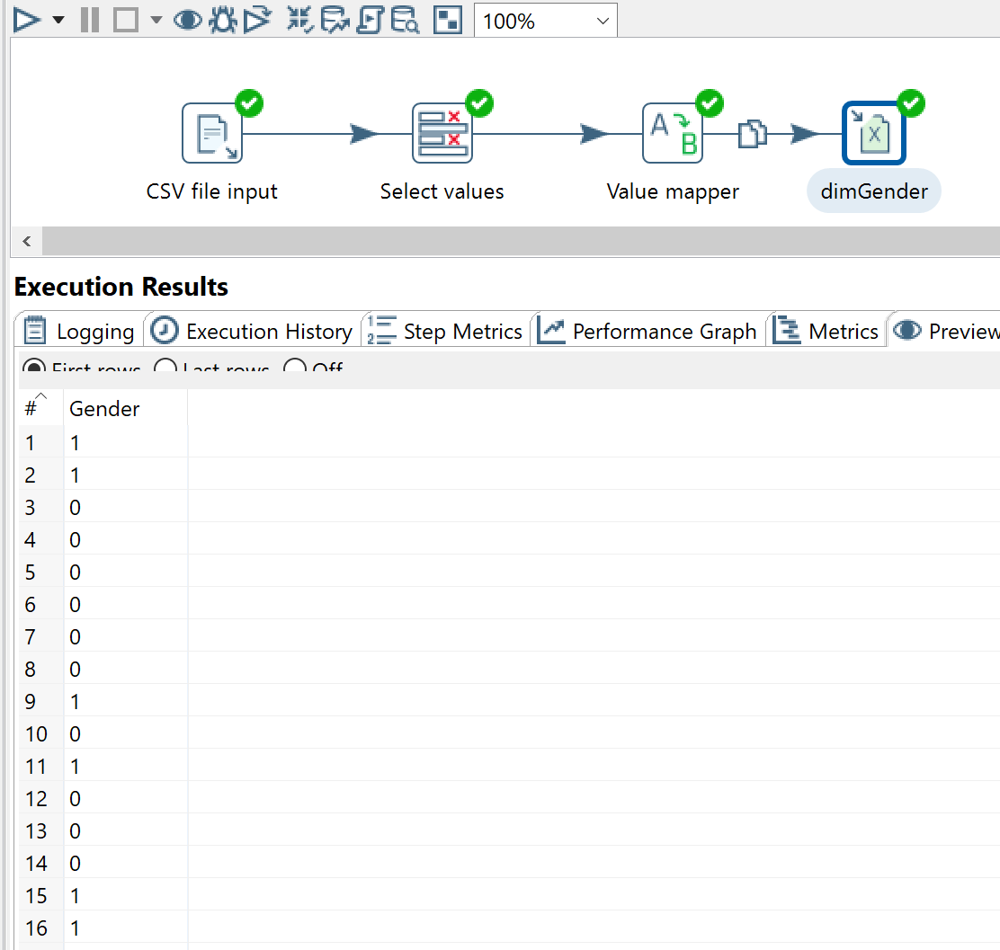 100%
A
B
X
CSV file input
Select values
Value mapper
dimGender
Execution Results
Logging
Execution History
1
2
Step Metrics
Performance Graph
Metrics
Preview
First rows
Last rows
Off
# Gender
1 1
2 1
3 0
4 0
5 0
6 0
7 0
8 0
9 1
10 0
11 1
12 0
13 0
14 0
15 1
16 1